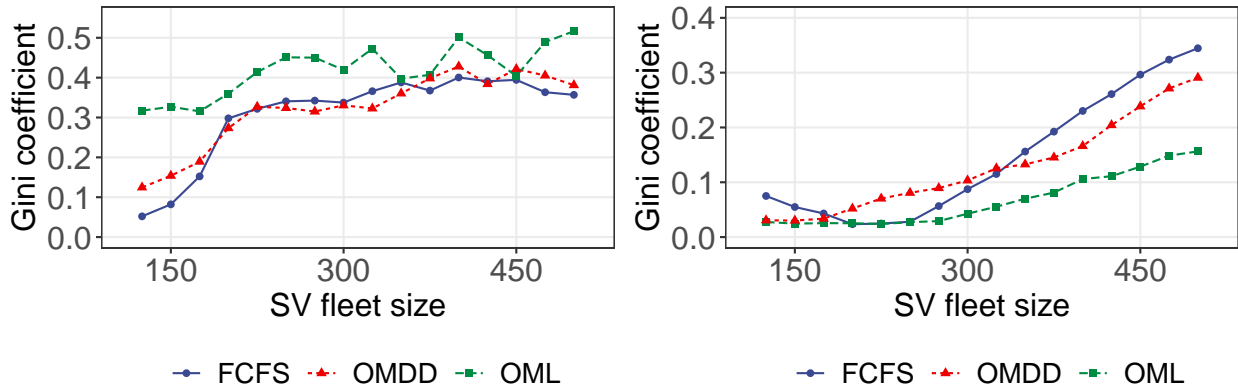 Gini coefficient
0.5
0.4
0.3
0.2
0.1
0.0
150 300 450
SV fleet size
FCFS OMDD OML
Gini coefficient
0.4
0.3
0.2
0.1
0.0
150 300 450
SV fleet size
FCFS OMDD OML